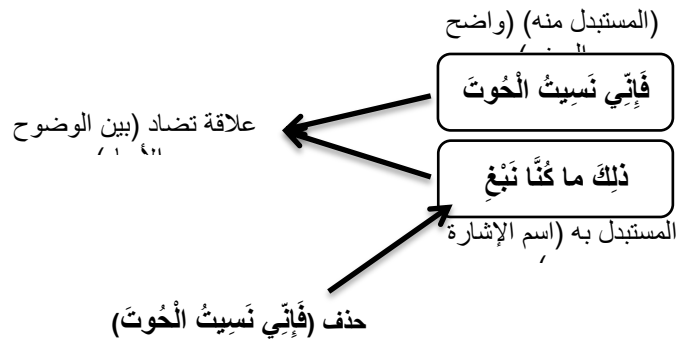 (المستبدل منه) (واضح
فَإِنِّي نَسِيتُ الْحُوتَ
علاقة تضاد (بين الوضوح
ذلِكَ ما كُنَّا نَبْغِ
المستبدل به (اسم الإشارة
حذف (فَإِنِّي نَسِيتُ الْحُوتَ)